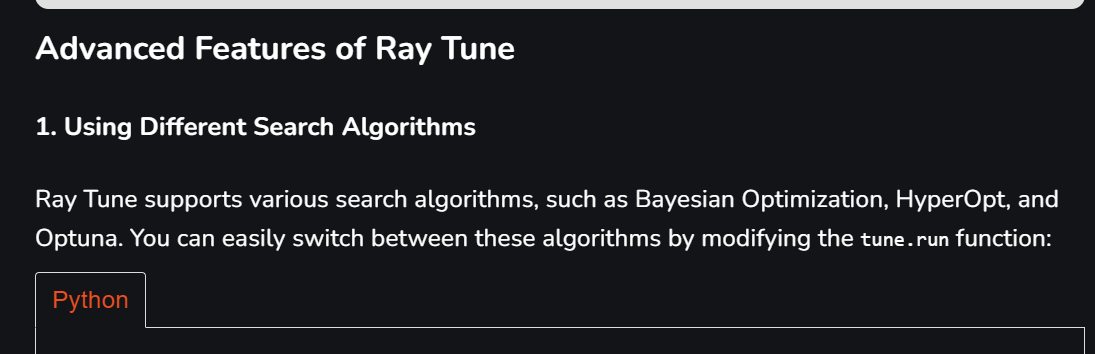 Advanced Features of Ray Tune
1. Using Different Search Algorithms
Ray Tune supports various search algorithms, such as Bayesian Optimization, HyperOpt, and
Optuna. You can easily switch between these algorithms by modifying the tune.run function:
Python